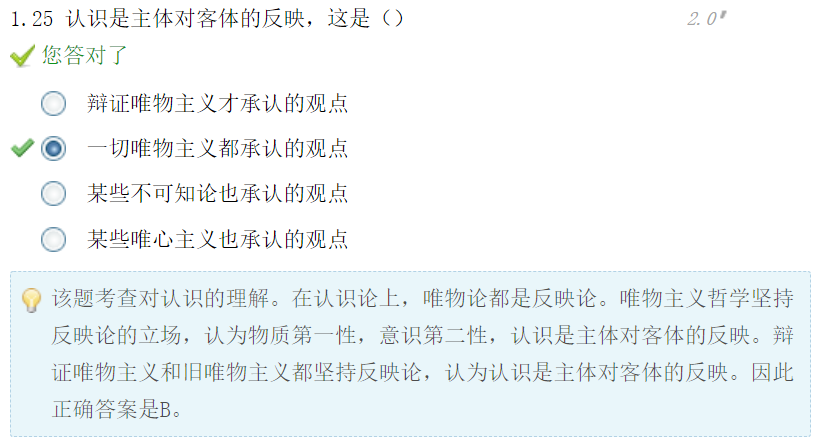 1.25 认识是主体对客体的反映，这是（） 2.0'
您答对了
辩证唯物主义才承认的观点
一切唯物主义都承认的观点
某些不可知论也承认的观点
某些唯心主义也承认的观点
该题考查对认识的理解。在认识论上，唯物论都是反映论。唯物主义哲学坚持
反映论的立场，认为物质第一性，意识第二性，认识是主体对客体的反映。辩
证唯物主义和旧唯物主义都坚持反映论，认为认识是主体对客体的反映。因此
正确答案是B。